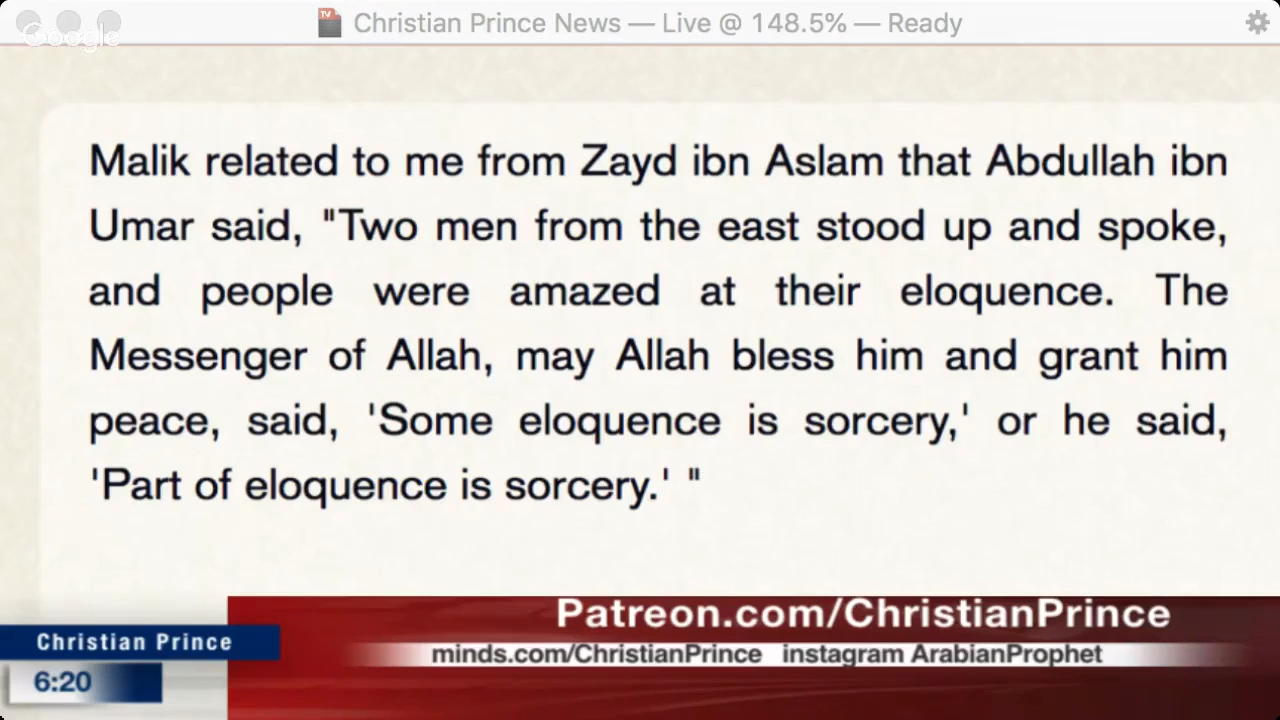 Christian Prince News — Live @ 148.5% — Ready
TV
Google
Malik related to me from Zayd ibn Aslam that Abdullah ibn
Umar said, "Two men from the east stood up and spoke,
and people were amazed at their eloquence. The
Messenger of Allah, may Allah bless him and grant him
peace, said, 'Some eloquence is sorcery,' or he said,
'Part of eloquence is sorcery.' "
Patreon.com/ChristianPrince
Christian Prince
minds.com/ChristianPrince instagram ArabianProphet
6:20